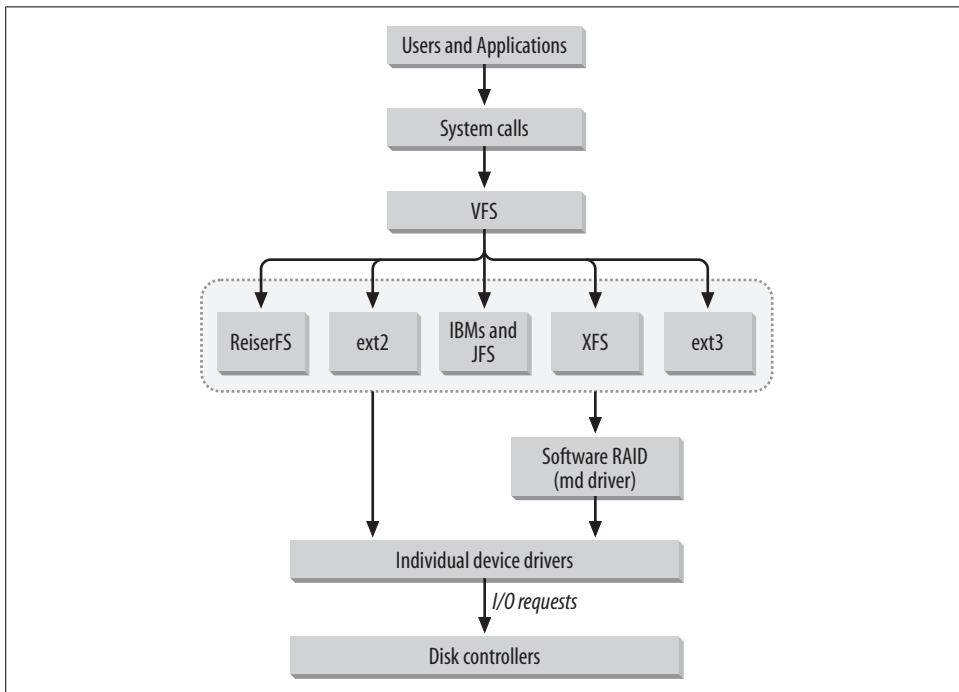 Users and Applications
System calls
VFS
ReiserFS
ext2
IBMs and
JFS
XFS
ext3
Software RAID
(md driver)
Individual device drivers
I/O requests
Disk controllers